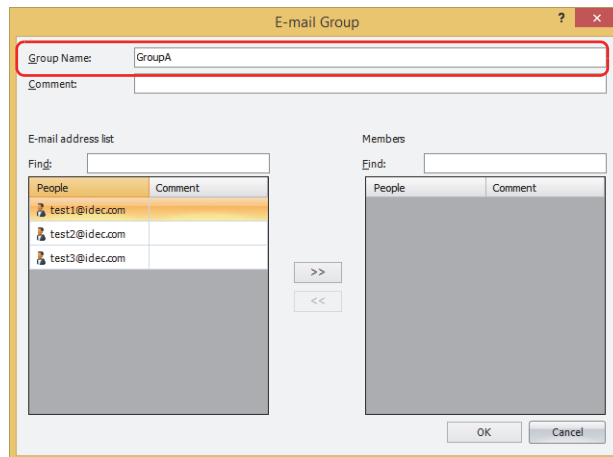 E-mail Group ? ×
Group Name: GroupA
Comment:
E-mail address list Members
Find: Find:
People Comment People Comment
test1@idec.com
test2@idec.com
test3@idec.com
>>
<<
OK Cancel